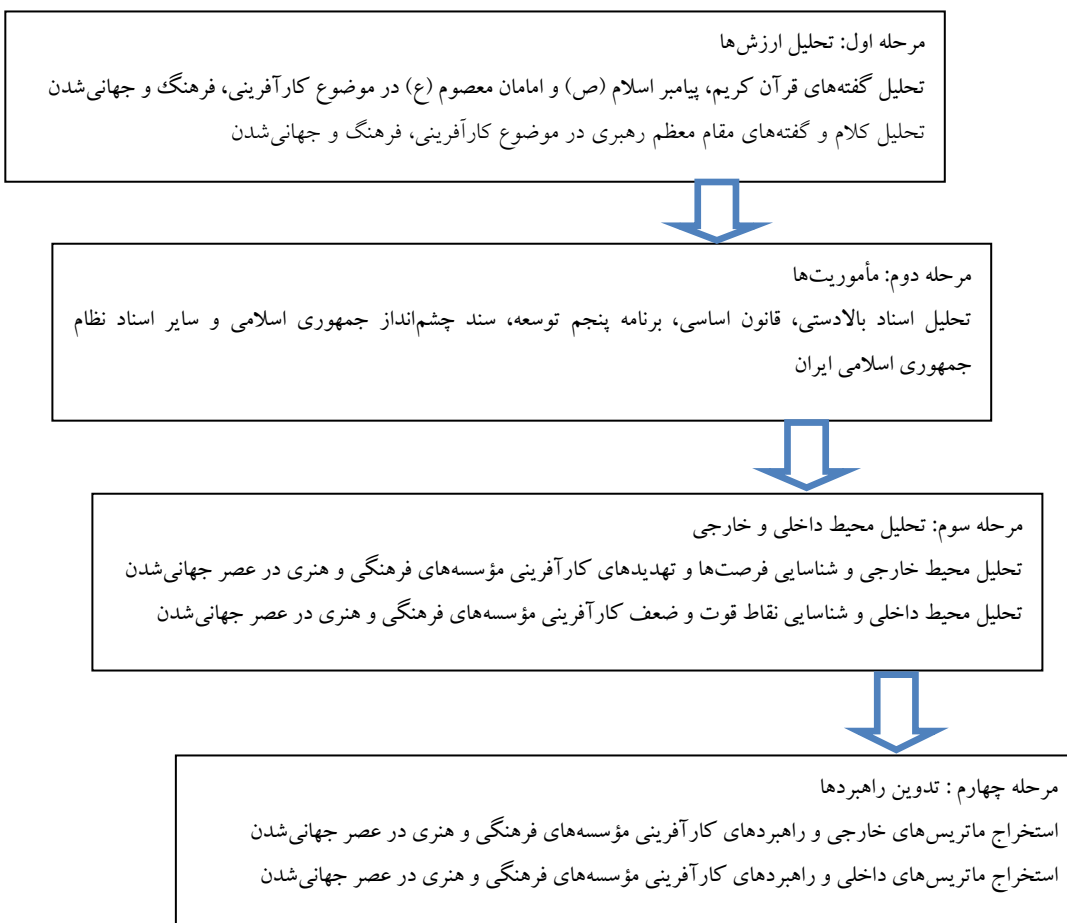 مرحله اول: تحلیل ارزش‌ها
تحلیل گفته‌های قرآن کریم، پیامبر اسلام (ص) و امامان معصوم (ع) در موضوع کارآفرینی، فرهنگ و جهانی‌شدن
تحلیل کلام و گفته‌های مقام معظم رهبری در موضوع کارآفرینی، فرهنگ و جهانی‌شدن
مرحله دوم: مأموریت‌ها
تحلیل اسناد بالادستی، قانون اساسی، برنامه پنجم توسعه، سند چشم‌انداز جمهوری اسلامی و سایر اسناد نظام
جمهوری اسلامی ایران
مرحله سوم: تحلیل محیط داخلی و خارجی
تحلیل محیط خارجی و شناسایی فرصت‌ها و تهدیدهای کارآفرینی مؤسسه‌های فرهنگی و هنری در عصر جهانی‌شدن
تحلیل محیط داخلی و شناسایی نقاط قوت و ضعف کارآفرینی مؤسسه‌های فرهنگی و هنری در عصر جهانی‌شدن
مرحله چهارم : تدوین راهبردها
استخراج ماتریس‌های خارجی و راهبردهای کارآفرینی مؤسسه‌های فرهنگی و هنری در عصر جهانی‌شدن
استخراج ماتریس‌های داخلی و راهبردهای کارآفرینی مؤسسه‌های فرهنگی و هنری در عصر جهانی‌شدن